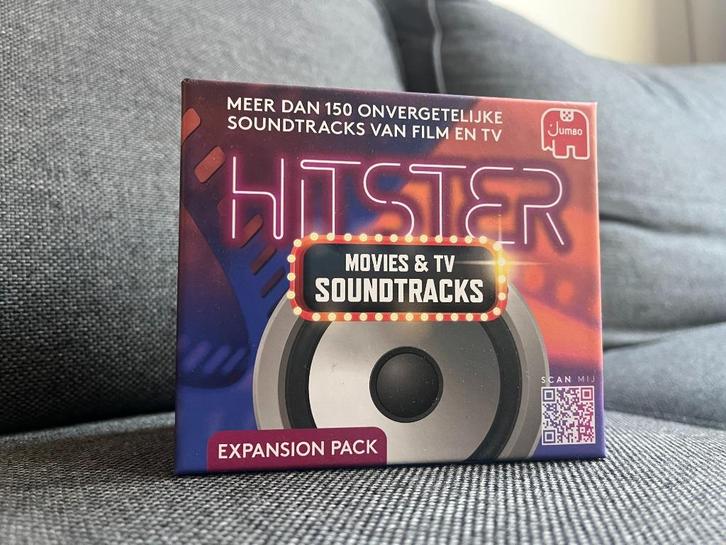 MEER DAN 150 ONVERGETELIJKE
SOUNDTRACKS VAN FILM EN TV
Jumbo
HITSTER
MOVIES & TV
SOUNDTRACKS
SCAN MIJ
EXPANSION PACK